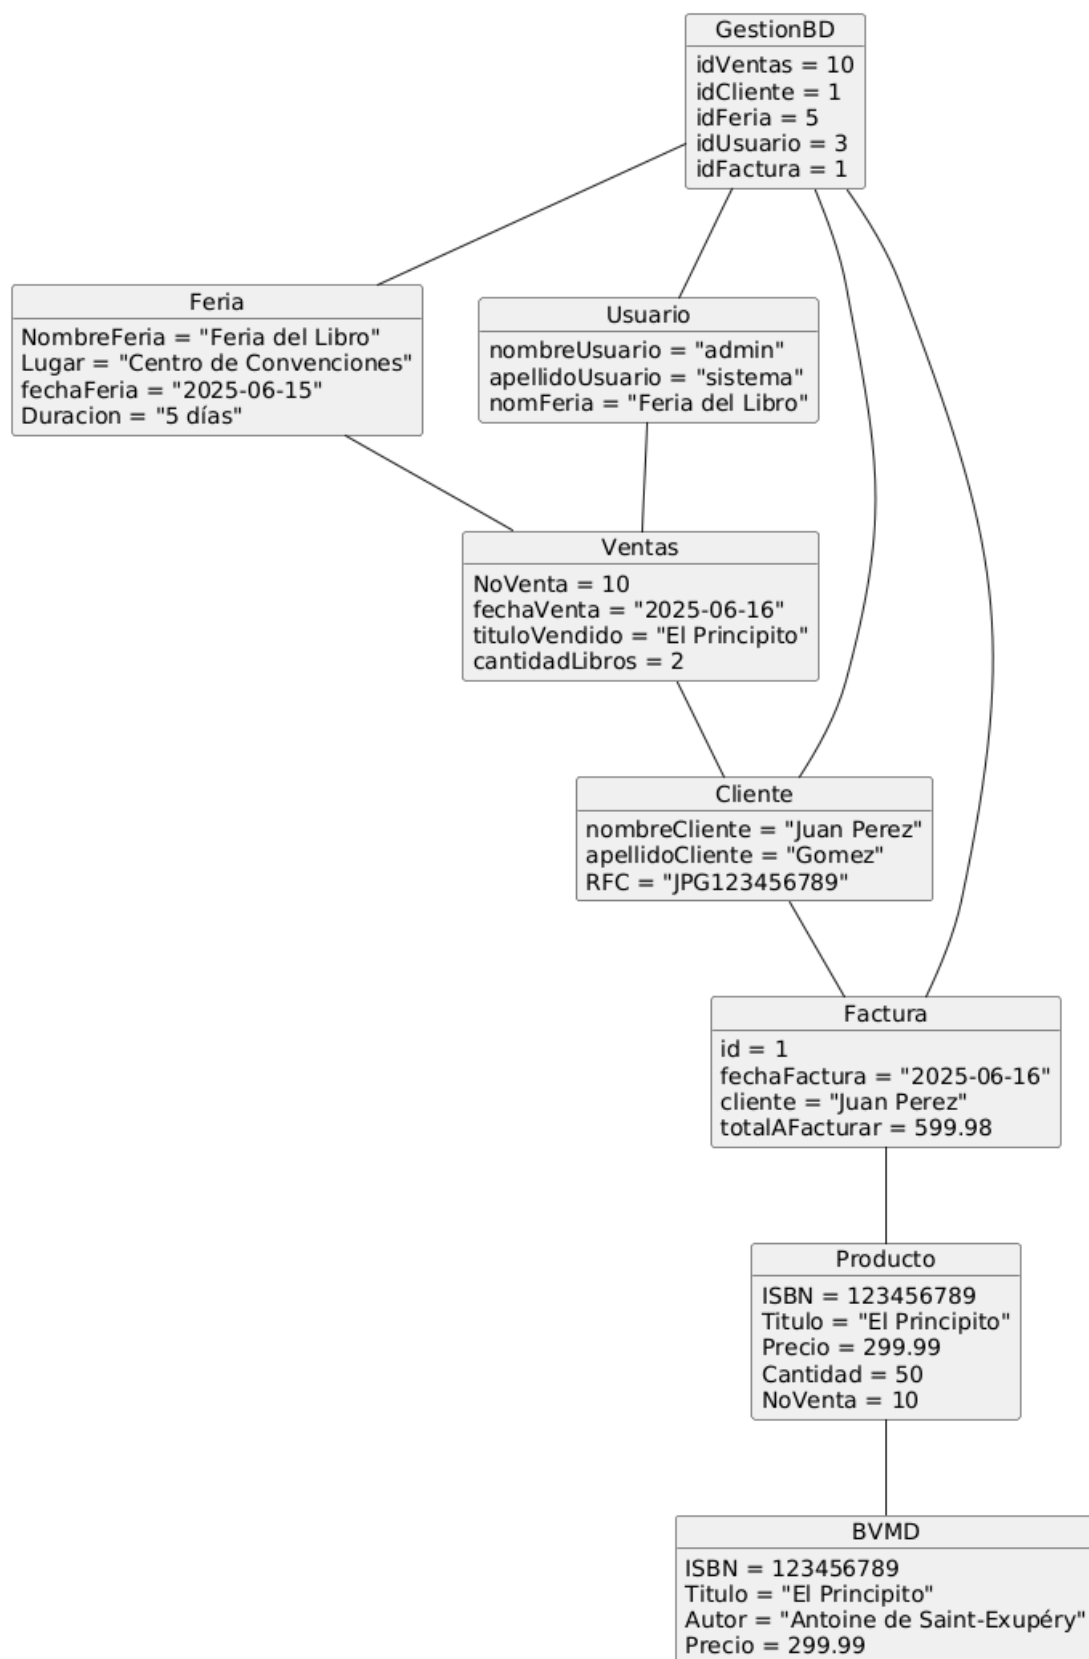 GestionBD
idVentas = 10
idCliente = 1
idFeria = 5
idUsuario = 3
idFactura = 1
Feria
NombreFeria = "Feria del Libro"
Lugar = "Centro de Convenciones"
fechaFeria = "2025-06-15"
Duracion = "5 días"
Usuario
nombreUsuario = "admin"
apellidoUsuario = "sistema"
nomFeria = "Feria del Libro"
Ventas
NoVenta = 10
fechaVenta = "2025-06-16"
tituloVendido = "El Principito"
cantidadLibros = 2
Cliente
nombreCliente = "Juan Perez"
apellidoCliente = "Gomez"
RFC = "JPG123456789"
Factura
id = 1
fechaFactura = "2025-06-16"
cliente = "Juan Perez"
totalAFacturar = 599.98
Producto
ISBN = 123456789
Titulo = "El Principito"
Precio = 299.99
Cantidad = 50
NoVenta = 10
BVMD
ISBN = 123456789
Titulo = "El Principito"
Autor = "Antoine de Saint-Exupéry"
Precio = 299.99